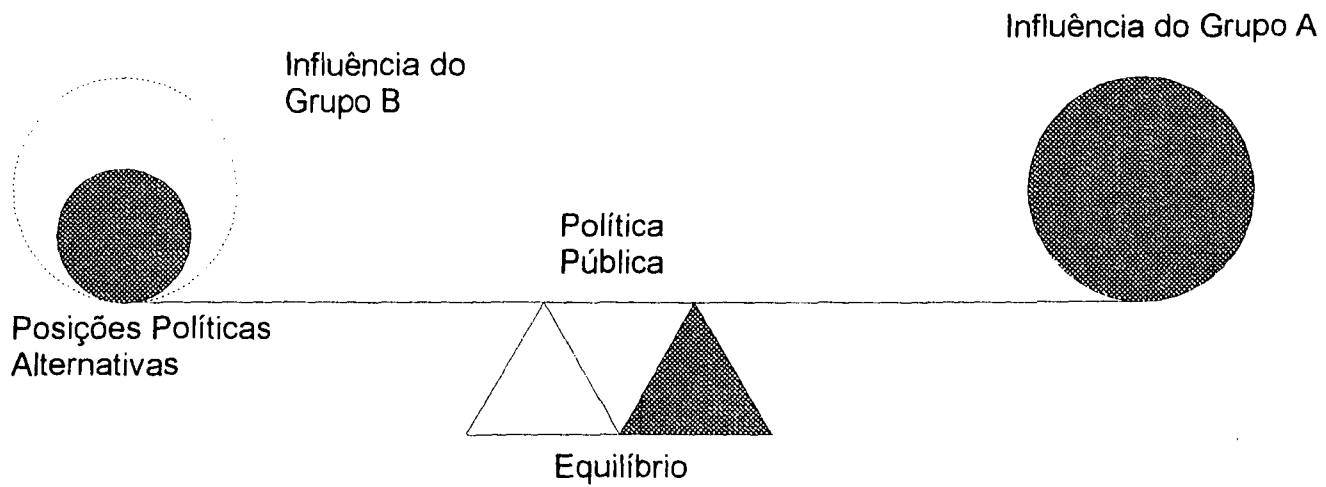 Influência do Grupo A
Influência do
Grupo B
Política
Pública
Posições Políticas
Alternativas
Equilíbrio